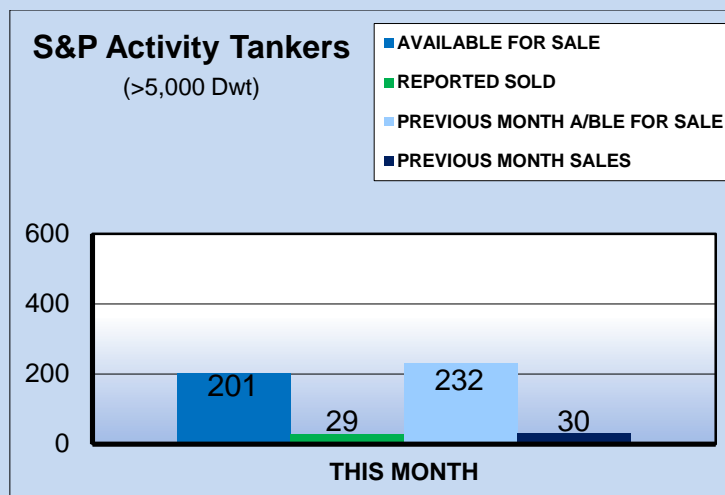 S&P Activity Tankers
(>5,000 Dwt)
AVAILABLE FOR SALE
REPORTED SOLD
PREVIOUS MONTH A/BLE FOR SALE
PREVIOUS MONTH SALES
600
400
200
0
201
29
232
30
THIS MONTH